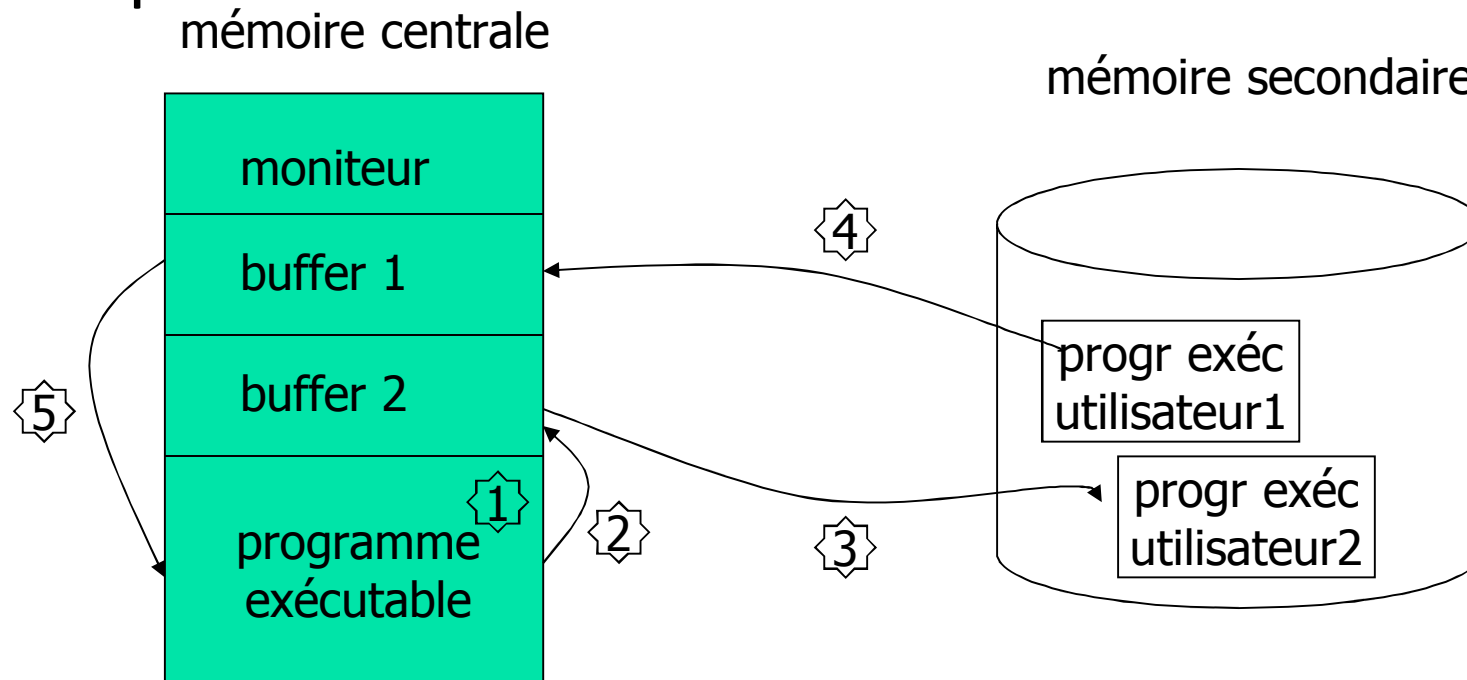 mémoire centrale
mémoire secondaire
moniteur
buffer 1
buffer 2
programme
exécutable
1
2
3
4
5
progr exéc
utilisateur1
progr exéc
utilisateur2